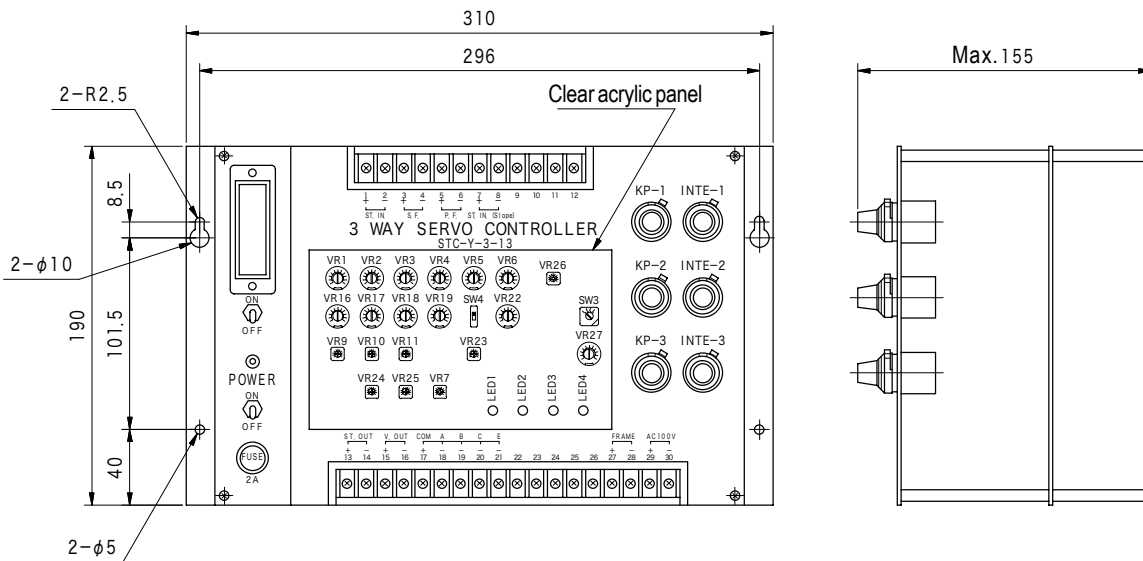 310
296
Max.155
2-R2.5
Clear acrylic panel
8.5
2-φ10
190
101.5
40
2-φ5
1 2 3 4 5 6 7 8 9 10 11 12
+ - + - + - + -
ST. IN. S.F. P.F. ST. IN. (Slope)
3 WAY SERVO CONTROLLER
STC-Y-3-13
KP-1 INTE-1
VR1 VR2 VR3 VR4 VR5 VR6 VR26
VR16 VR17 VR18 VR19 SW4 VR22 SW3
KP-2 INTE-2
VR9 VR10 VR11 VR23 VR27
KP-3 INTE-3
VR24 VR25 VR7
LED1 LED2 LED3 LED4
ON
OFF
POWER
ON
OFF
FUSE
2A
ST. OUT V. OUT COM A B C E FRAME AC100V
+ - + - + - - - - + - + -
13 14 15 16 17 18 19 20 21 22 23 24 25 26 27 28 29 30